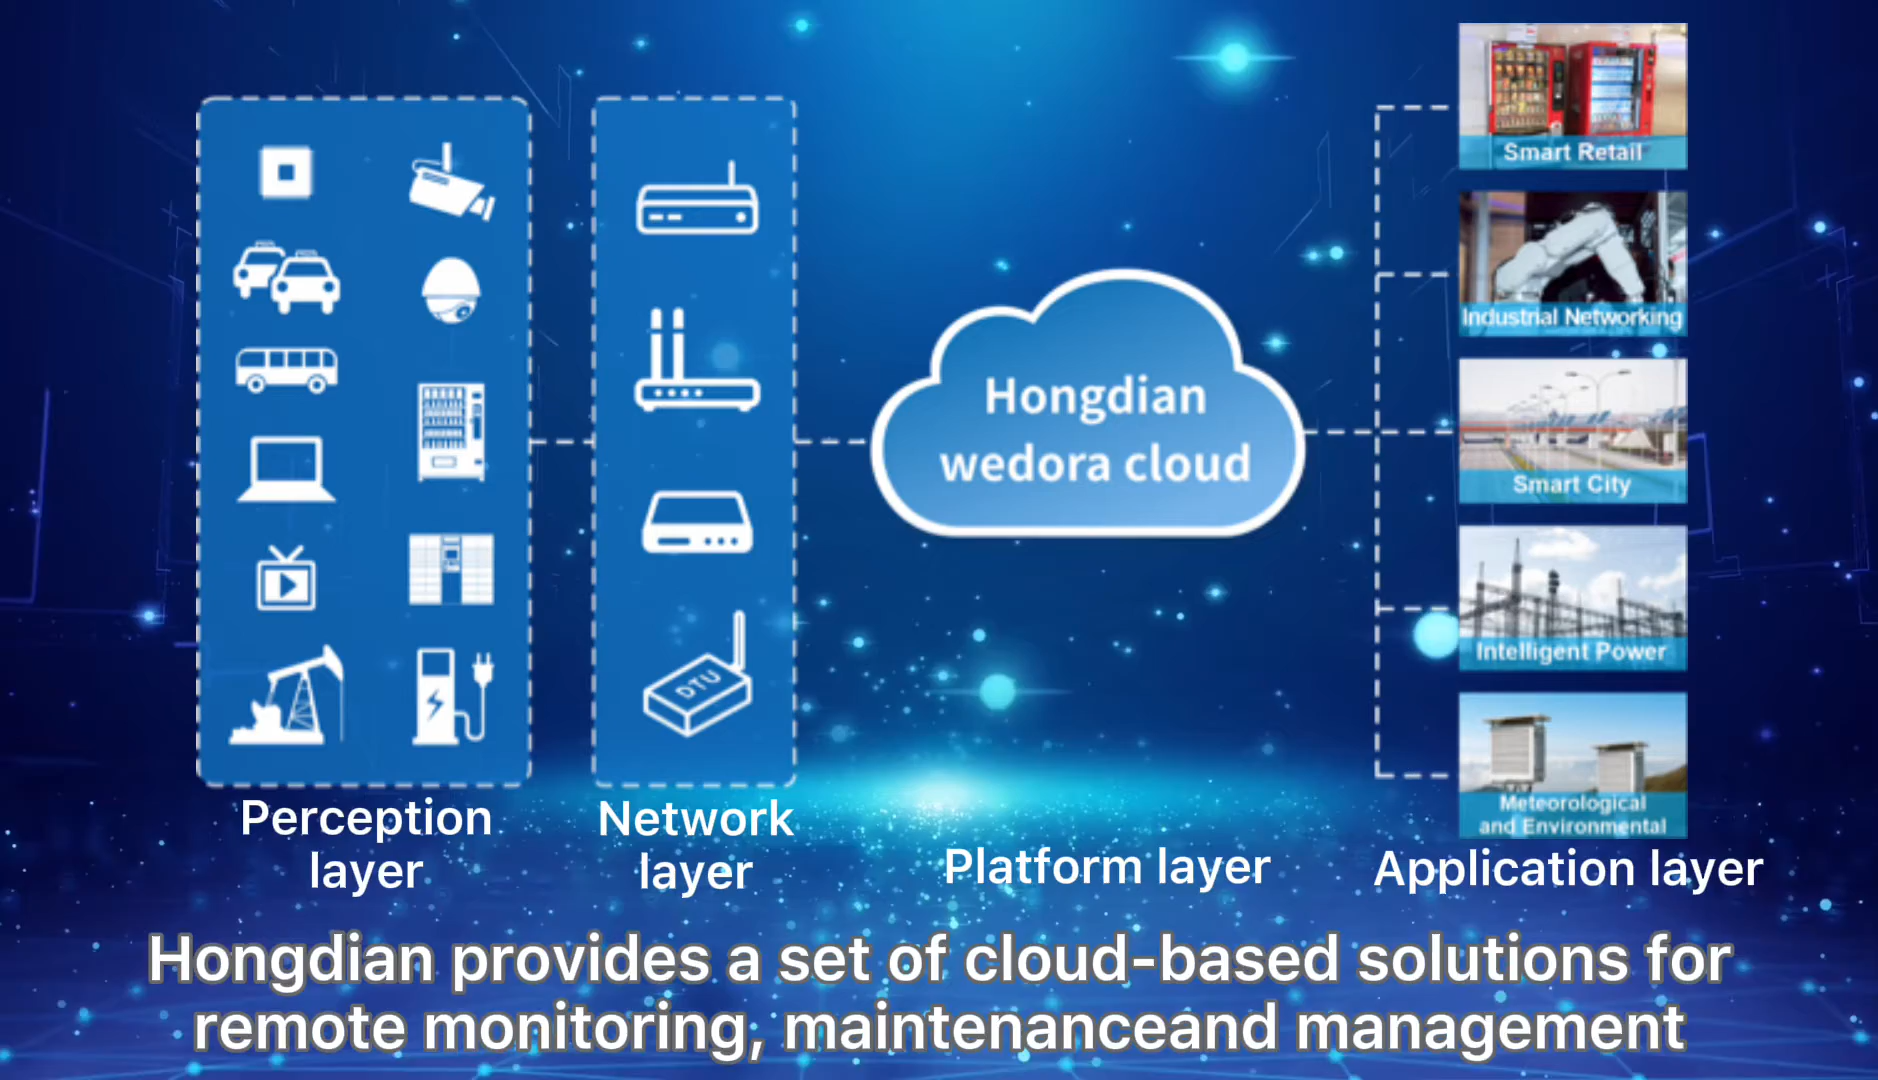 Smart Retail
Industrial Networking
Smart City
Intelligent Power
Meteorological
and Environmental
Hongdian
wedora cloud
DTU
Perception
layer
Network
layer
Platform layer
Application layer
Hongdian provides a set of cloud-based solutions for
remote monitoring, maintenanceand management